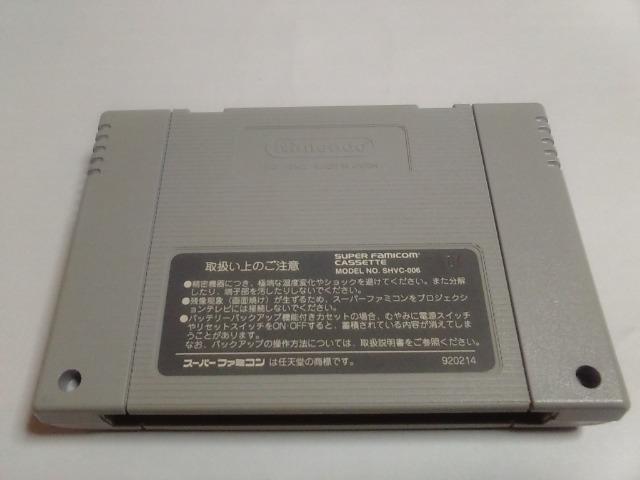 Nintendo
取扱い上のご注意
SUPER FAMICOM
CASSETTE
MODEL NO. SHVC-006
●精密機器につき、極端な温度変化やショックを避けてください。また分解
したり、端子部を汚したりしないでください。
●残像現象（画面焼け）が生ずるため、スーパーファミコンをプロジェクシ
ョンテレビには接続しないでください。
●バッテリーバックアップ機能付きカセットの場合、むやみに電源スイッチ
やリセットスイッチをON・OFFすると、蓄積されている内容が消えてしま
うことがあります。
なお、バックアップの操作方法については、取扱説明書をご参照ください。
スーパーファミコンは任天堂の商標です。
920214